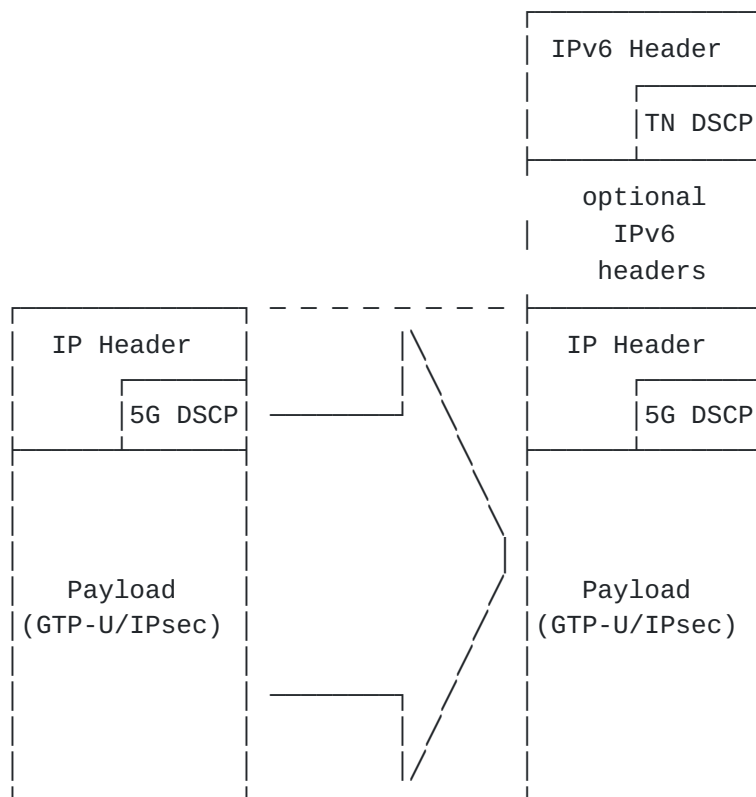 IPv6 Header
TN DSCP
optional
IPv6
headers
IP Header
5G DSCP
Payload
(GTP-U/IPsec)
IP Header
5G DSCP
Payload
(GTP-U/IPsec)